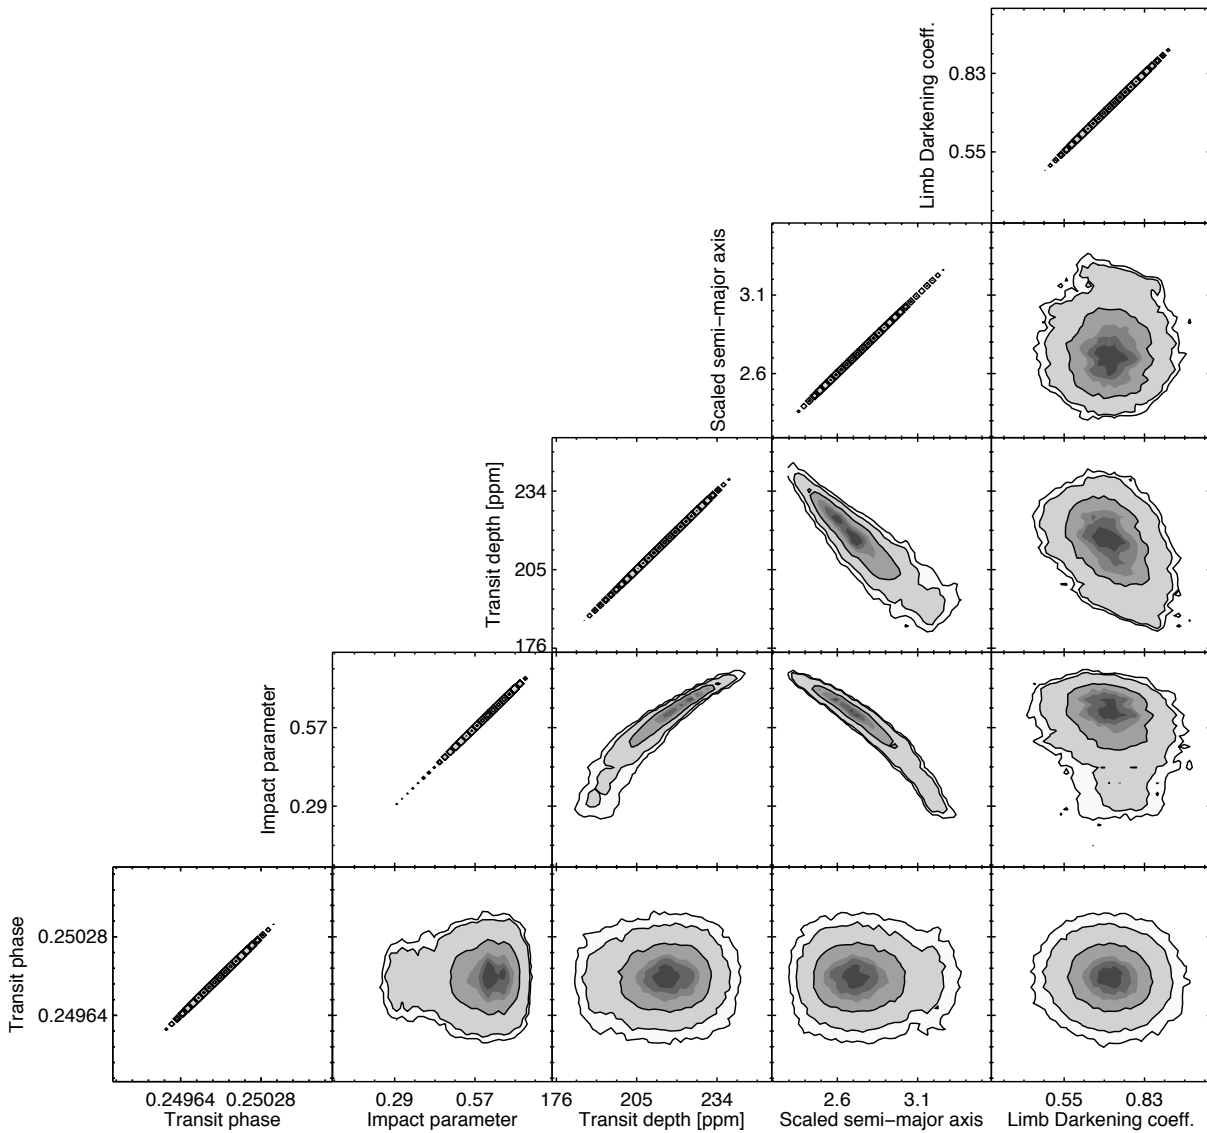 Limb Darkening coeff.
0.83
0.55
Scaled semi−major axis
3.1
2.6
Transit depth [ppm]
234
205
176
Impact parameter
0.57
0.29
Transit phase
0.25028
0.24964
0.24964 0.25028 0.29 0.57 176 205 234 2.6 3.1 0.55 0.83
Transit phase Impact parameter Transit depth [ppm] Scaled semi−major axis Limb Darkening coeff.